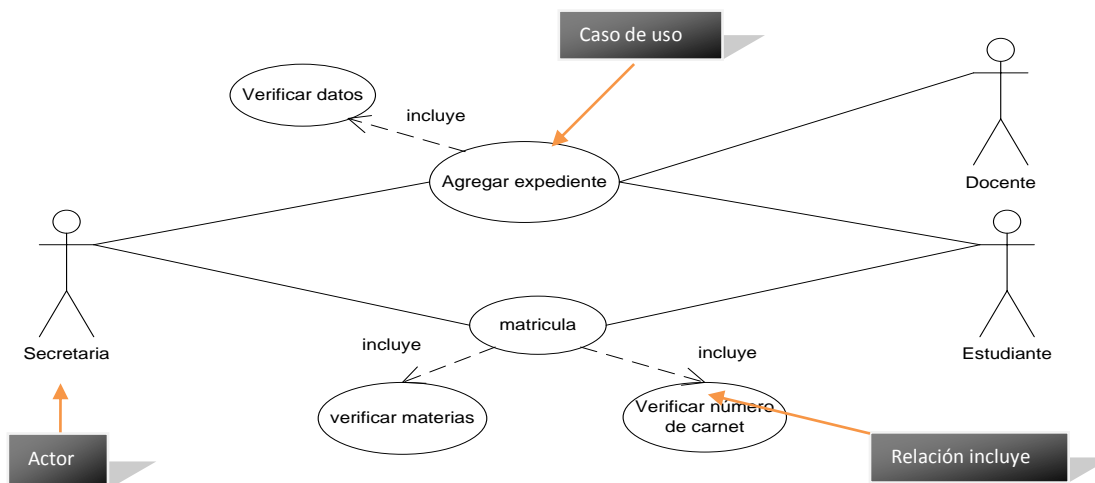 Caso de uso
Verificar datos
incluye
Agregar expediente
Docente
Secretaria
matricula
Estudiante
incluye
incluye
verificar materias
Verificar número
de carnet
Actor
Relación incluye